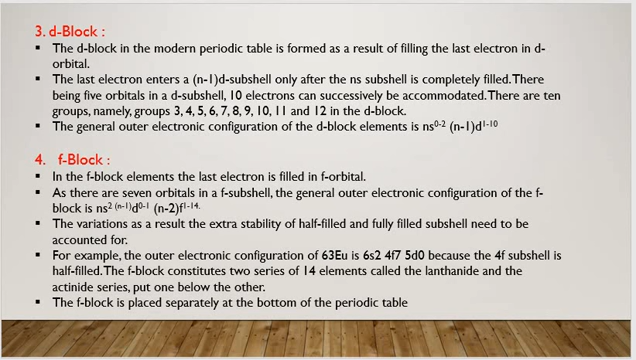 3. d-Block :
▪ The d-block in the modern periodic table is formed as a result of filling the last electron in d-
orbital.
▪ The last electron enters a (n-1)d-subshell only after the ns subshell is completely filled. There
being five orbitals in a d-subshell, 10 electrons can successively be accommodated. There are ten
groups, namely, groups 3, 4, 5, 6, 7, 8, 9, 10, 11 and 12 in the d-block.
▪ The general outer electronic configuration of the d-block elements is ns⁰⁻² (n-1)d¹⁻¹⁰
4. f-Block :
▪ In the f-block elements the last electron is filled in f-orbital.
▪ As there are seven orbitals in a f-subshell, the general outer electronic configuration of the f-
block is ns² ⁽ⁿ⁻¹⁾d⁰⁻¹ (n-2)f¹⁻¹⁴.
▪ The variations as a result the extra stability of half-filled and fully filled subshell need to be
accounted for.
▪ For example, the outer electronic configuration of 63Eu is 6s2 4f7 5d0 because the 4f subshell is
half-filled. The f-block constitutes two series of 14 elements called the lanthanide and the
actinide series, put one below the other.
▪ The f-block is placed separately at the bottom of the periodic table